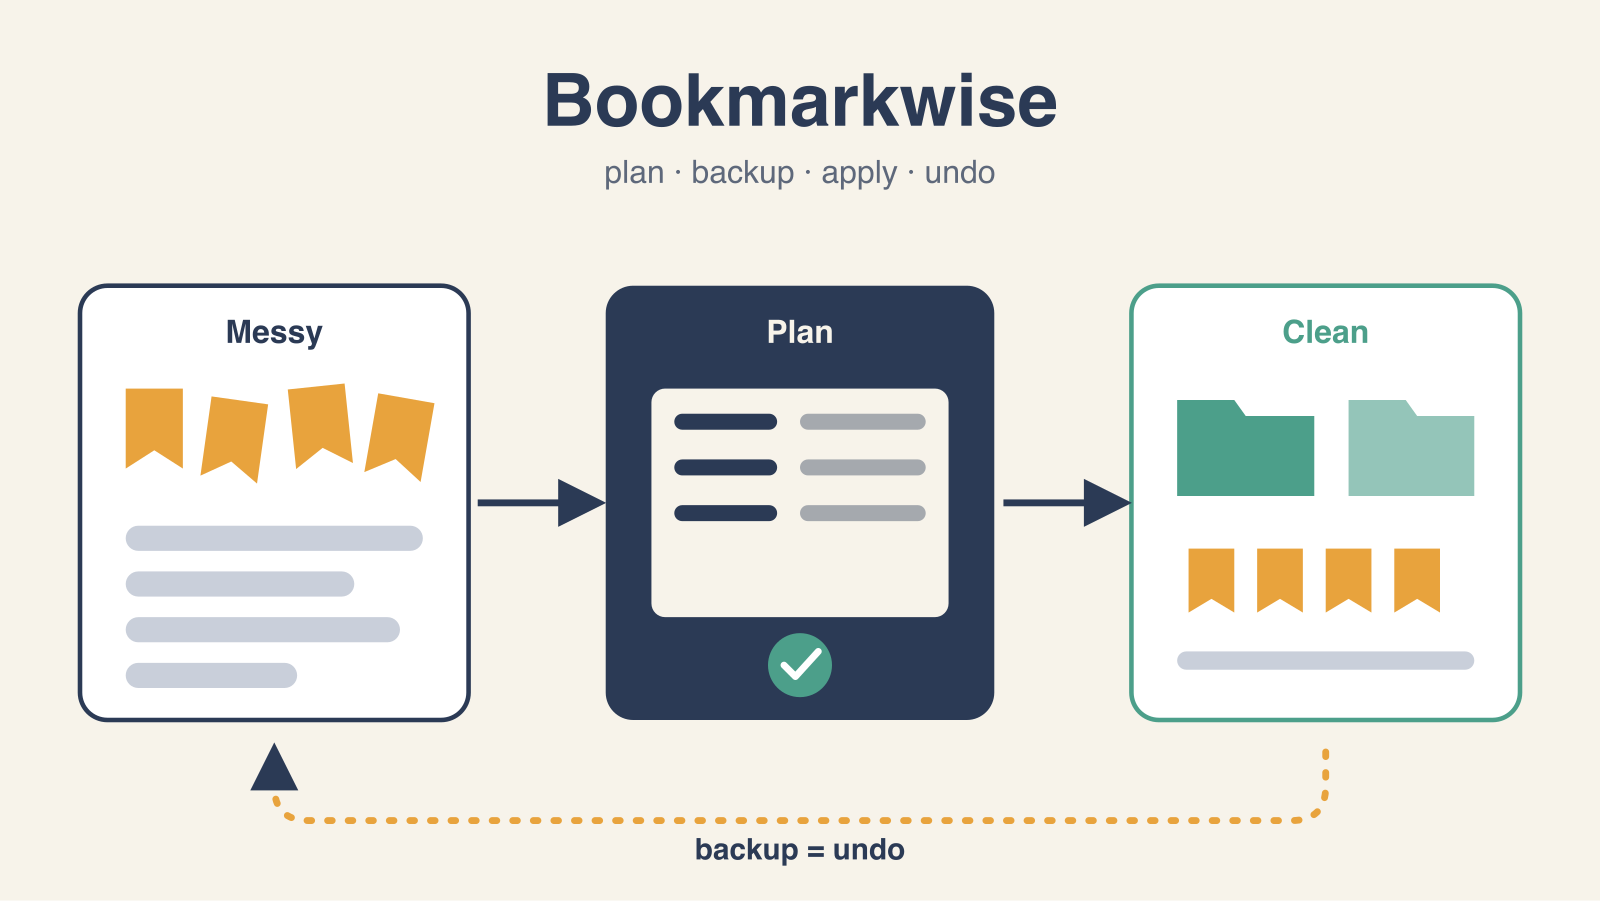 Bookmarkwise
plan · backup · apply · undo
Messy
Plan
Clean
backup = undo